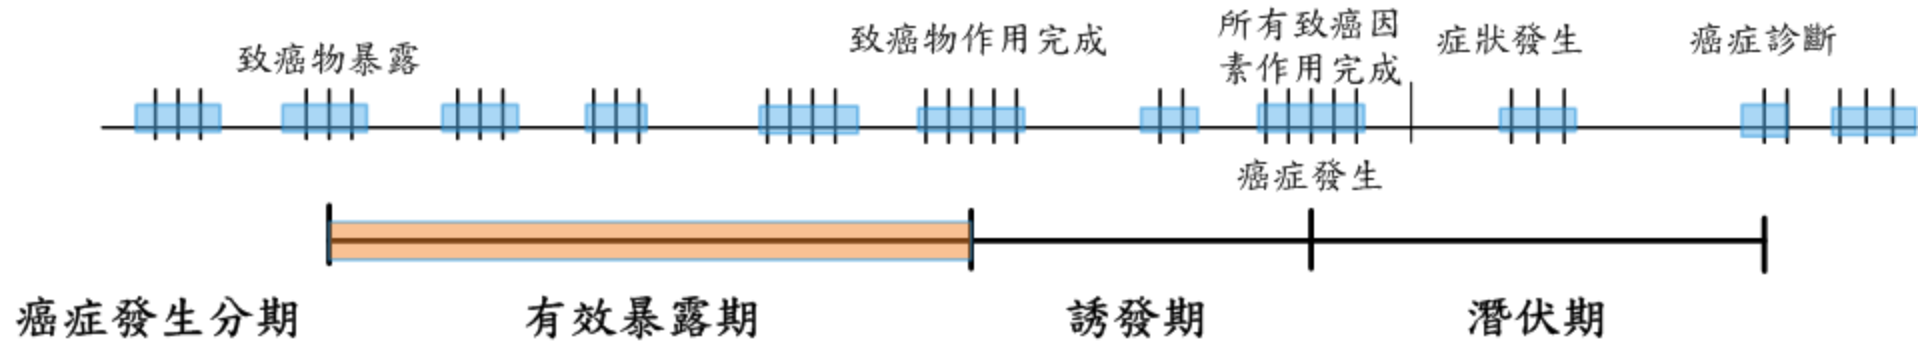 致癌物暴露
致癌物作用完成
所有致癌因
素作用完成
症狀發生
癌症診斷
癌症發生
癌症發生分期
有效暴露期
誘發期
潛伏期